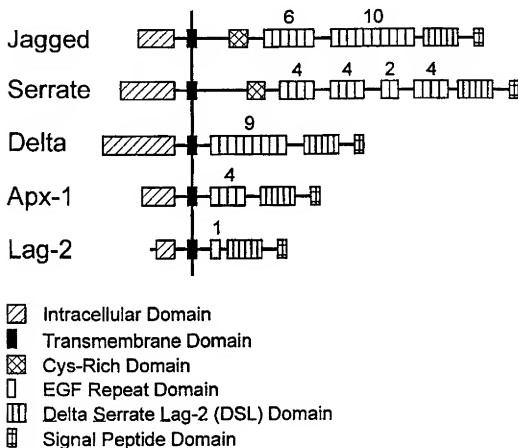 6 10
Jagged
4 4 2 4
Serrate
9
Delta
4
Apx-1
1
Lag-2
Intracellular Domain
Transmembrane Domain
Cys-Rich Domain
EGF Repeat Domain
Delta Serrate Lag-2 (DSL) Domain
Signal Peptide Domain